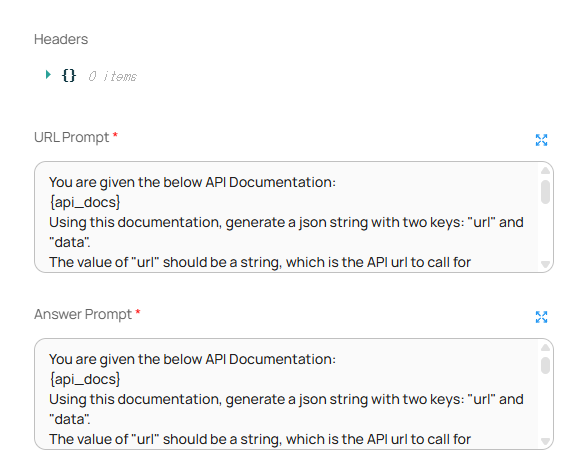 Headers
{} 0 items
URL Prompt *
You are given the below API Documentation:
{api_docs}
Using this documentation, generate a json string with two keys: "url" and
"data".
The value of "url" should be a string, which is the API url to call for
Answer Prompt *
You are given the below API Documentation:
{api_docs}
Using this documentation, generate a json string with two keys: "url" and
"data".
The value of "url" should be a string, which is the API url to call for